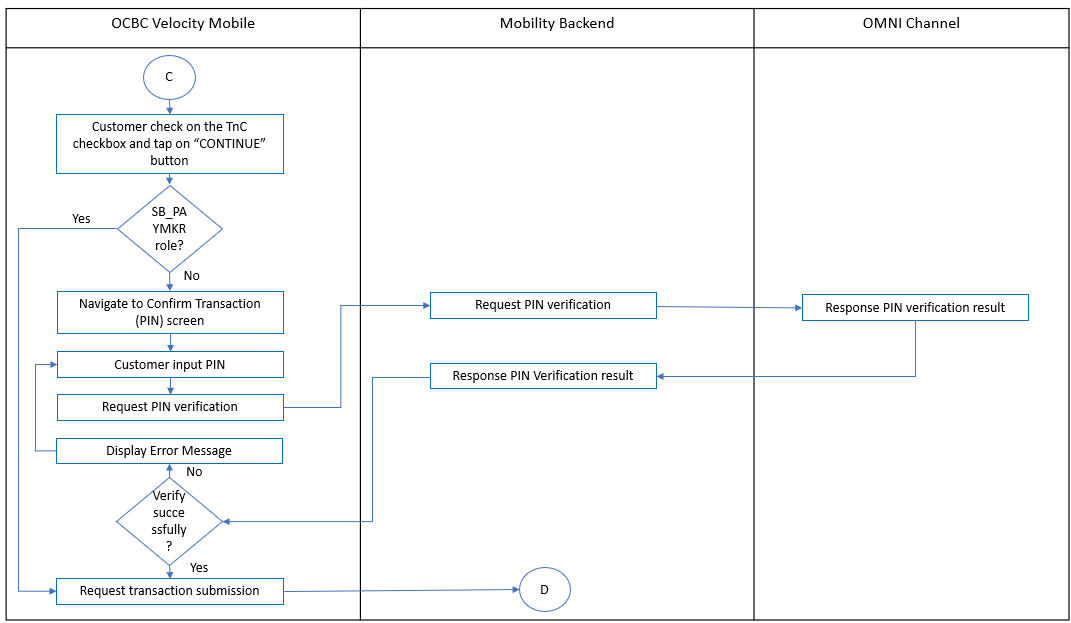 OCBC Velocity Mobile
Mobility Backend
OMNI Channel
C
Customer check on the TnC
checkbox and tap on “CONTINUE”
button
SB_PA
YMKR
role?
Yes
No
Navigate to Confirm Transaction
(PIN) screen
Customer input PIN
Request PIN verification
Request PIN verification
Response PIN verification result
Response PIN Verification result
Display Error Message
No
Verify
succe
ssfully
?
Yes
Request transaction submission
D